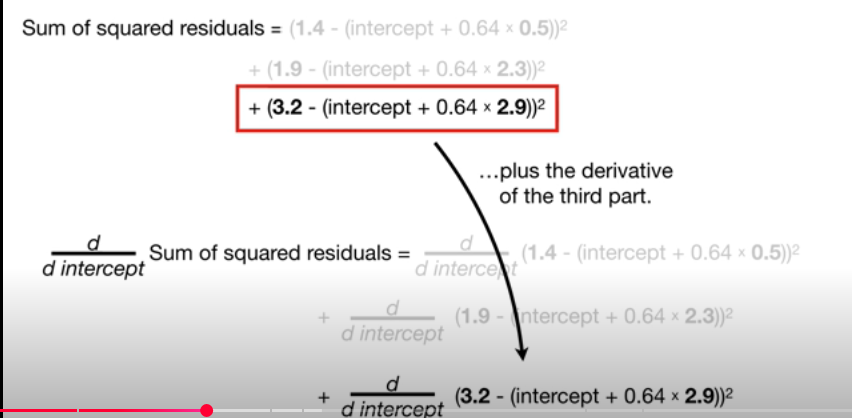 Sum of squared residuals = (1.4 - (intercept + 0.64 × 0.5))²
+ (1.9 - (intercept + 0.64 × 2.3))²
+ (3.2 - (intercept + 0.64 × 2.9))²
...plus the derivative
of the third part.
d
d intercept
Sum of squared residuals =
d
d intercept
(1.4 - (intercept + 0.64 × 0.5))²
+
d
d intercept
(1.9 - (intercept + 0.64 × 2.3))²
+
d
d intercept
(3.2 - (intercept + 0.64 × 2.9))²